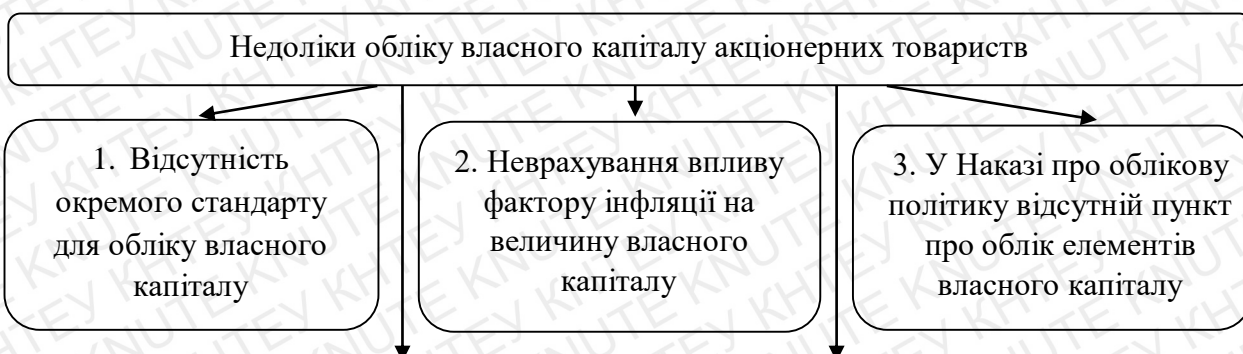 Недоліки обліку власного капіталу акціонерних товариств
1. Відсутність
окремого стандарту
для обліку власного
капіталу
2. Неврахування впливу
фактору інфляції на
величину власного
капіталу
3. У Наказі про облікову
політику відсутній пункт
про облік елементів
власного капіталу